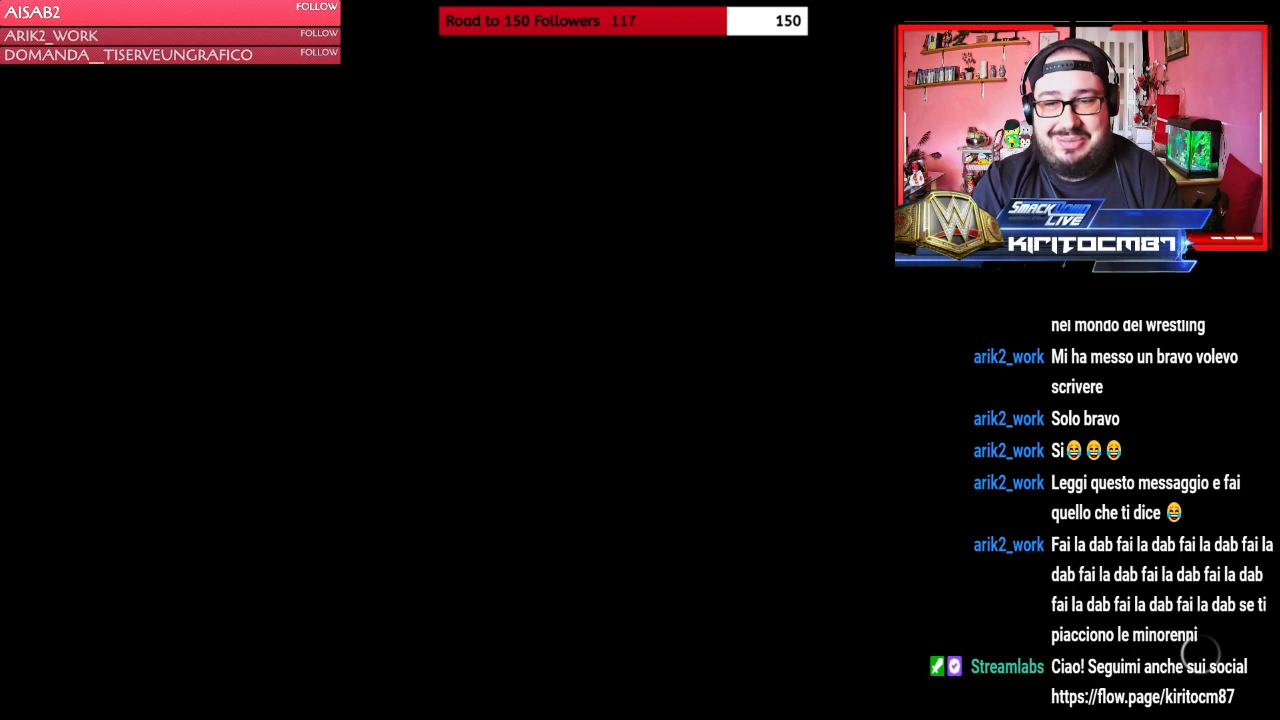 AISAB2 FOLLOW
ARIK2_WORK FOLLOW
DOMANDA__TISERVEUNGRAFICO FOLLOW
Road to 150 Followers 117 150
SMACKDOWN
LIVE
KIRITOCM87
nel mondo del wrestling
arik2_work Mi ha messo un bravo volevo
scrivere
arik2_work Solo bravo
arik2_work Si😂😂😂
arik2_work Leggi questo messaggio e fai
quello che ti dice 😂
arik2_work Fai la dab fai la dab fai la dab fai la
dab fai la dab fai la dab fai la dab
fai la dab fai la dab fai la dab se ti
piacciono le minorenni
Streamlabs Ciao! Seguimi anche sui social
https://flow.page/kiritocm87